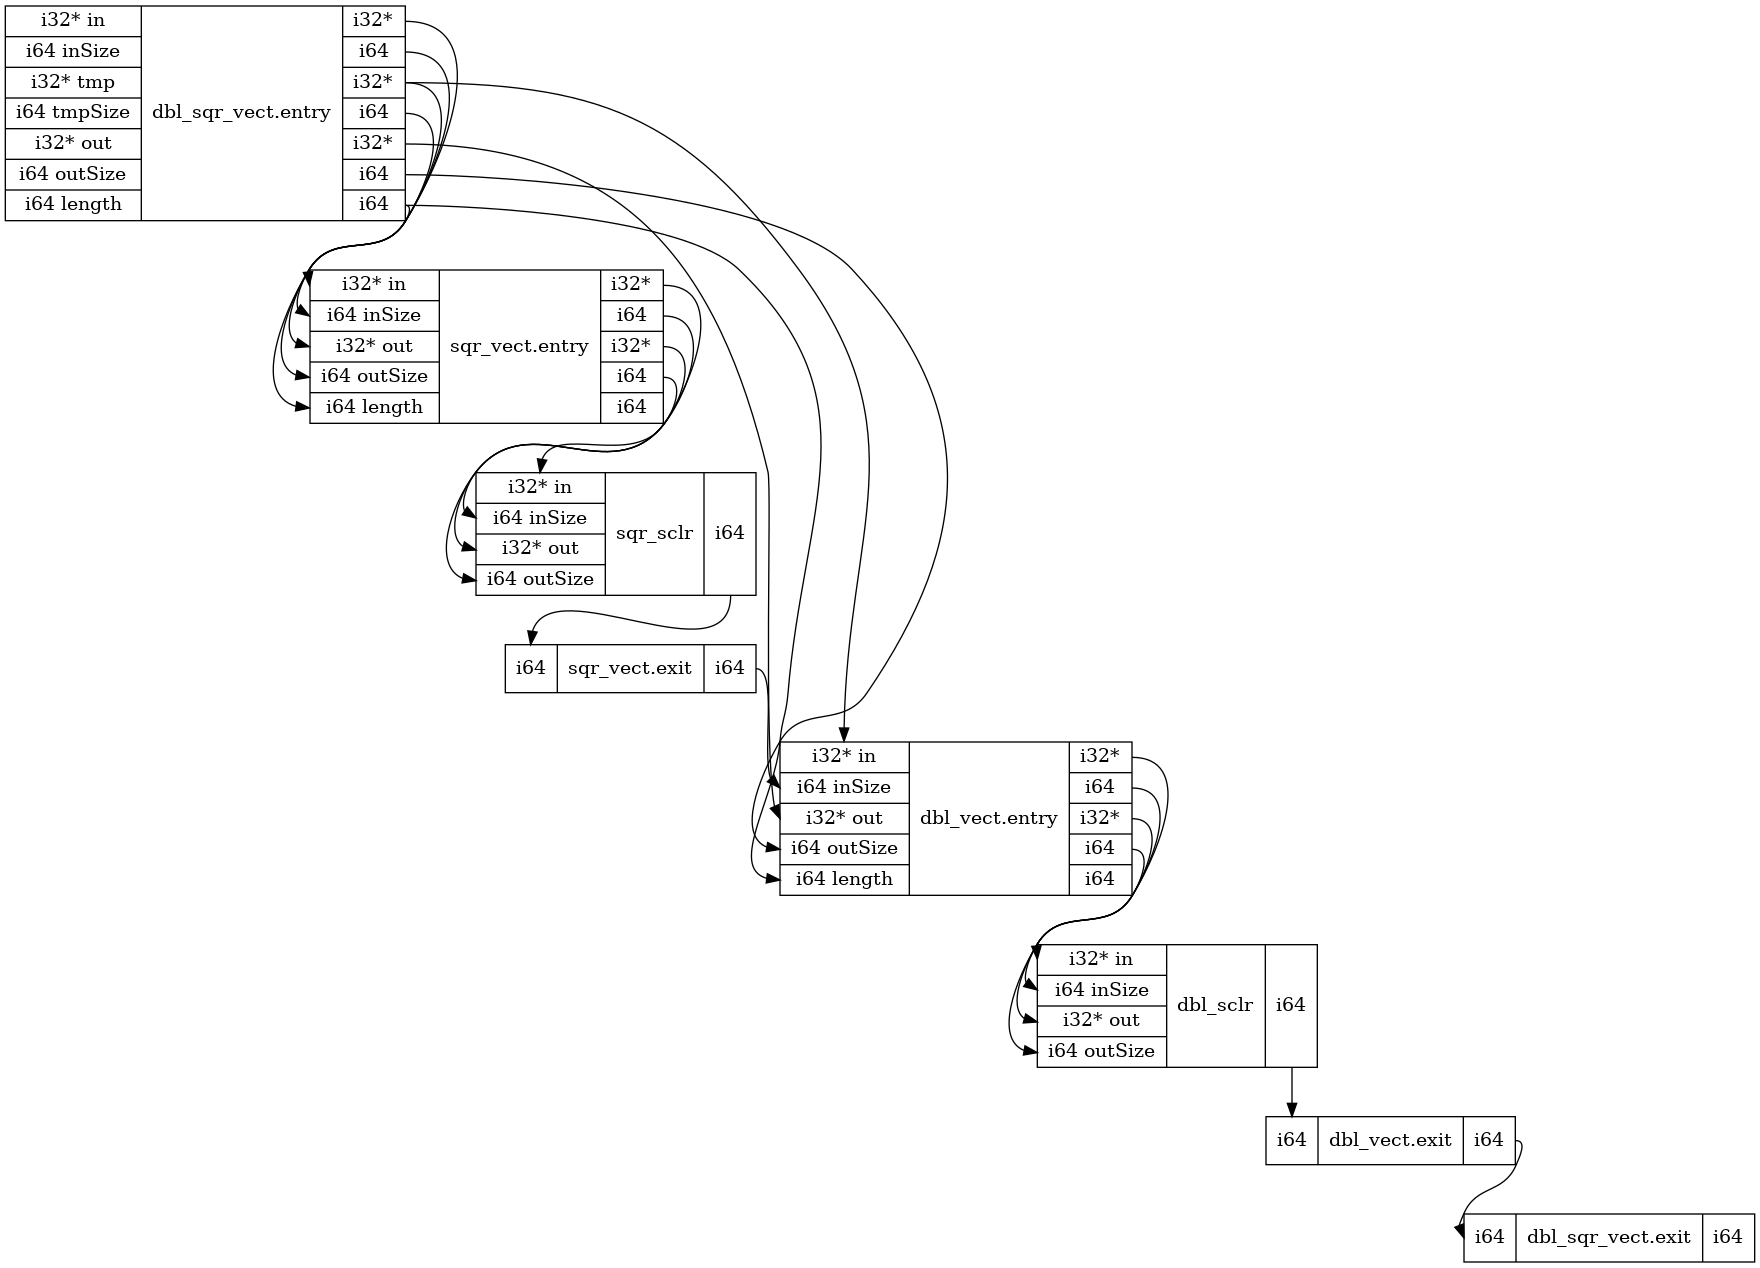 i32* in
i64 inSize
i32* tmp
i64 tmpSize
i32* out
i64 outSize
i64 length
dbl_sqr_vect.entry
i32*
i64
i32*
i64
i32*
i64
i64
i32* in
i64 inSize
i32* out
i64 outSize
i64 length
sqr_vect.entry
i32*
i64
i32*
i64
i64
i32* in
i64 inSize
i32* out
i64 outSize
sqr_sclr
i64
i64
sqr_vect.exit
i64
i32* in
i64 inSize
i32* out
i64 outSize
i64 length
dbl_vect.entry
i32*
i64
i32*
i64
i64
i32* in
i64 inSize
i32* out
i64 outSize
dbl_sclr
i64
i64
dbl_vect.exit
i64
i64
dbl_sqr_vect.exit
i64